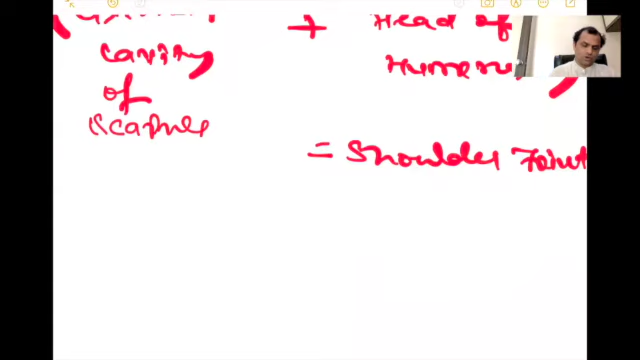 + Head of
cavity
Humerus
of
scapula
= Shoulder Joint